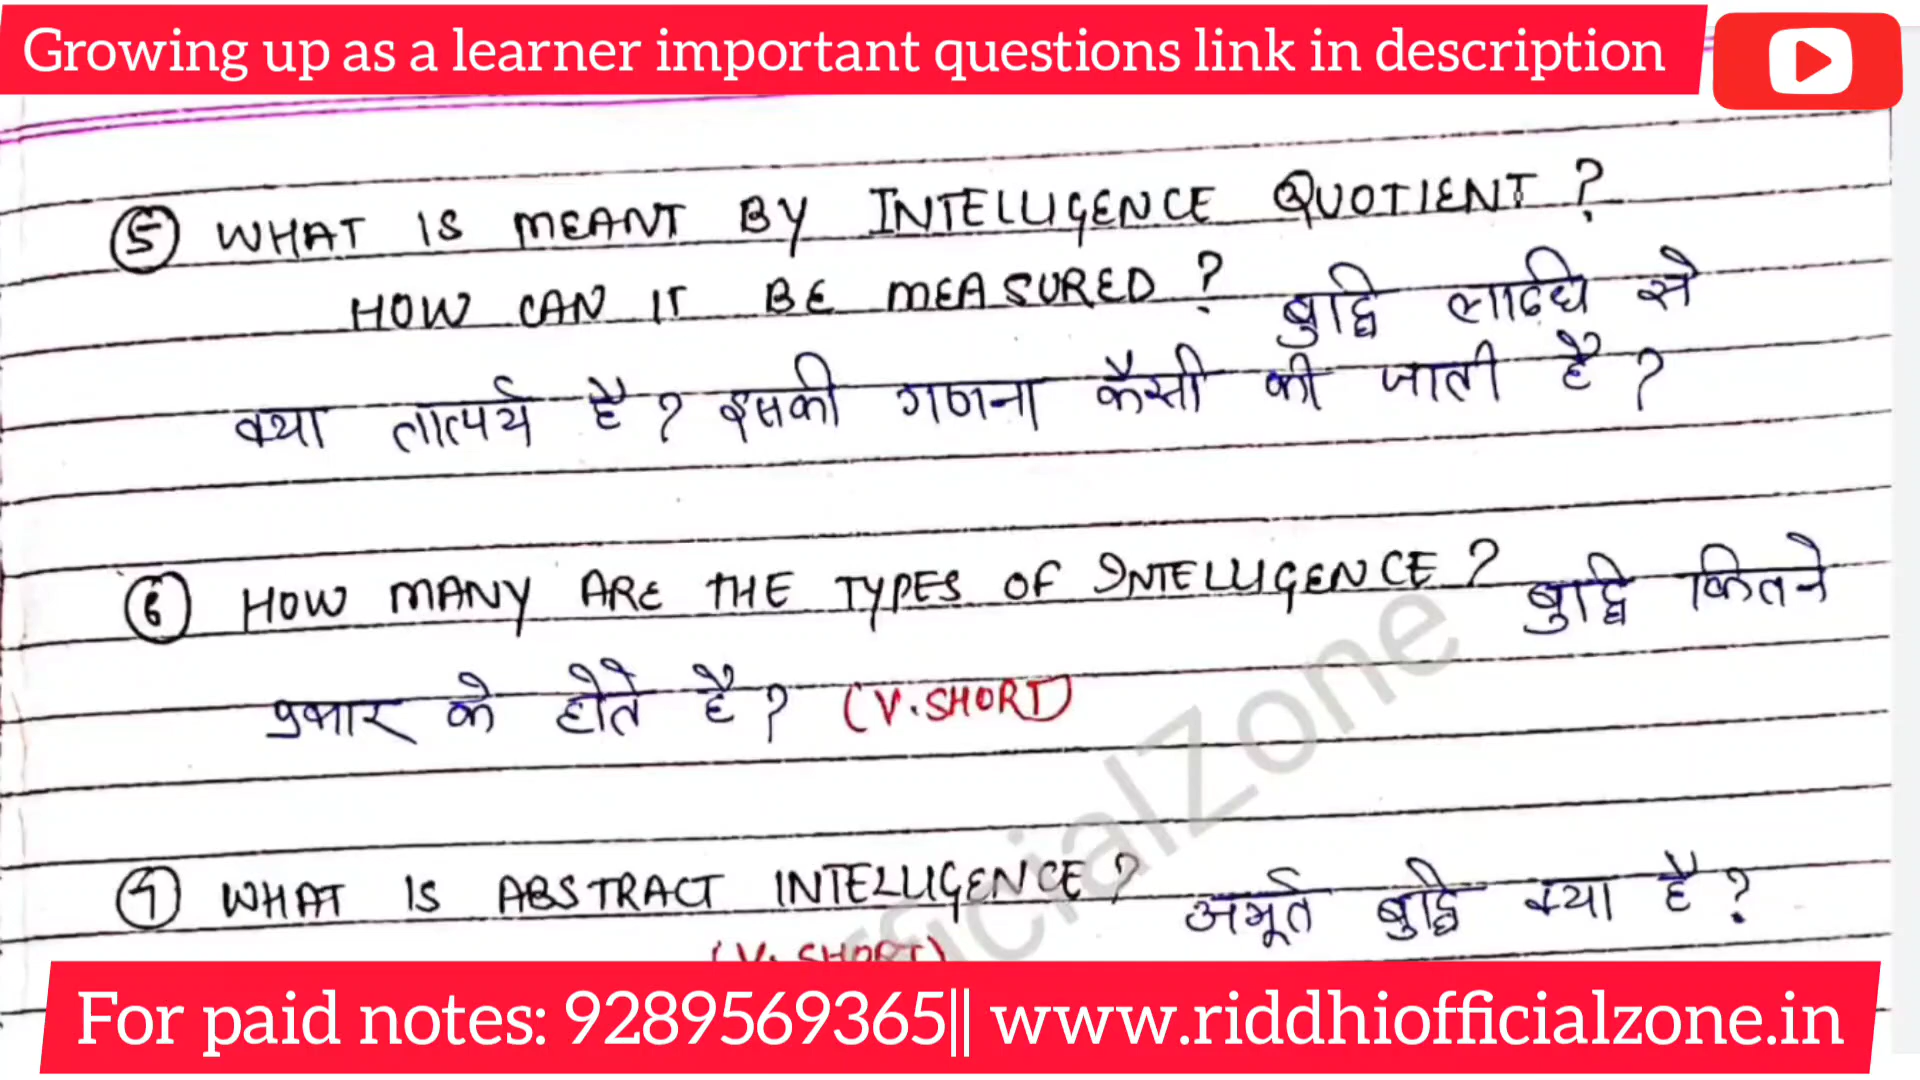 Growing up as a learner important questions link in description
⑤ WHAT IS MEANT BY INTELLIGENCE QUOTIENT ?
HOW CAN IT BE MEASURED ? बुद्धि लब्धि से
क्या तात्पर्य है ? इसकी गणना कैसी की जाती है ?
⑥ HOW MANY ARE THE TYPES OF INTELLIGENCE ? बुद्धि कितने
प्रकार के होते है ? (V. SHORT)
⑦ WHAT IS ABSTRACT INTELLIGENCE ? अमूर्त बुद्धि क्या है ?
(V. SHORT)
officialZone
For paid notes: 9289569365|| www.riddhiofficialzone.in